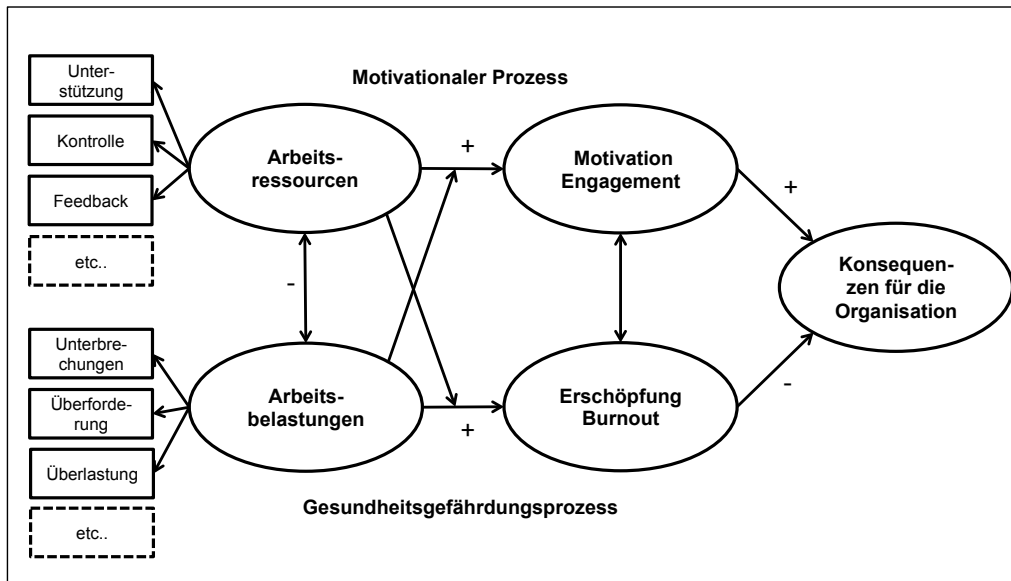 Motivationaler Prozess
Unter-
stützung
Kontrolle
Feedback
etc..
Arbeits-
ressourcen
+
Motivation
Engagement
+
-
Konsequen-
zen für die
Organisation
Unterbre-
chungen
Überforde-
rung
Überlastung
etc..
Arbeits-
belastungen
+
Erschöpfung
Burnout
-
Gesundheitsgefährdungsprozess